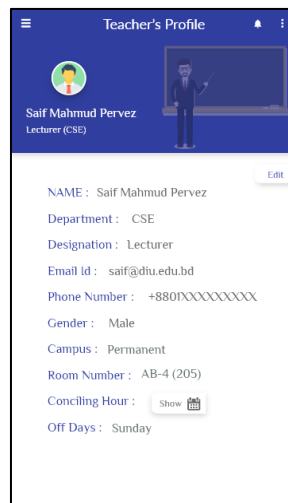 Teacher's Profile
Saif Mahmud Pervez
Lecturer (CSE)
Edit
NAME : Saif Mahmud Pervez
Department : CSE
Designation : Lecturer
Email id : saif@diu.edu.bd
Phone Number : +8801XXXXXXXXX
Gender : Male
Campus : Permanent
Room Number : AB-4 (205)
Conciling Hour : Show
Off Days : Sunday